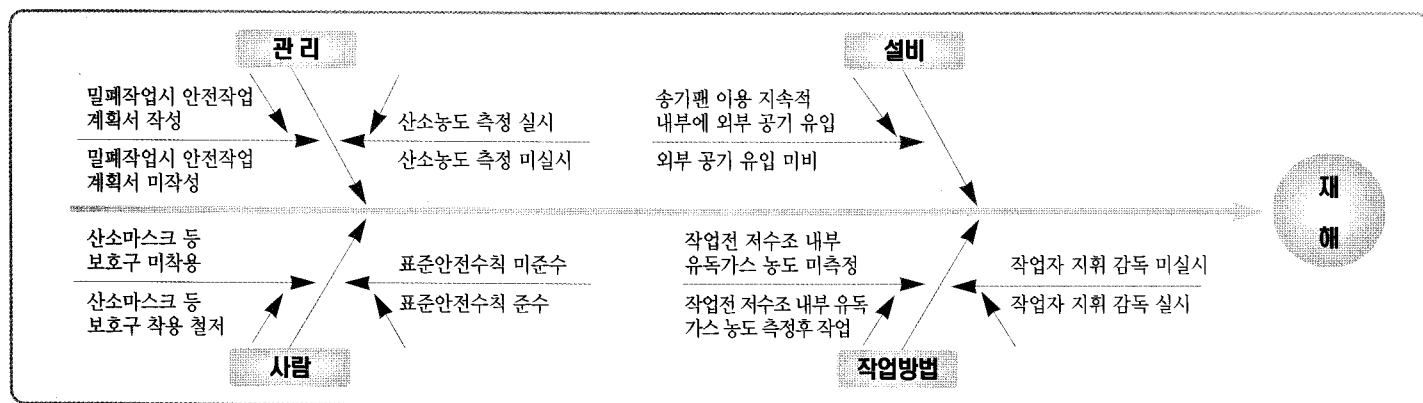 관 리
밀폐작업시 안전작업
계획서 작성
밀폐작업시 안전작업
계획서 미작성
산소농도 측정 실시
산소농도 측정 미실시
설비
송기팬 이용 지속적
내부에 외부 공기 유입
외부 공기 유입 미비
재
해
산소마스크 등
보호구 미착용
산소마스크 등
보호구 착용 철저
표준안전수칙 미준수
표준안전수칙 준수
사람
작업전 저수조 내부
유독가스 농도 미측정
작업전 저수조 내부 유독
가스 농도 측정후 작업
작업자 지휘 감독 미실시
작업자 지휘 감독 실시
작업방법